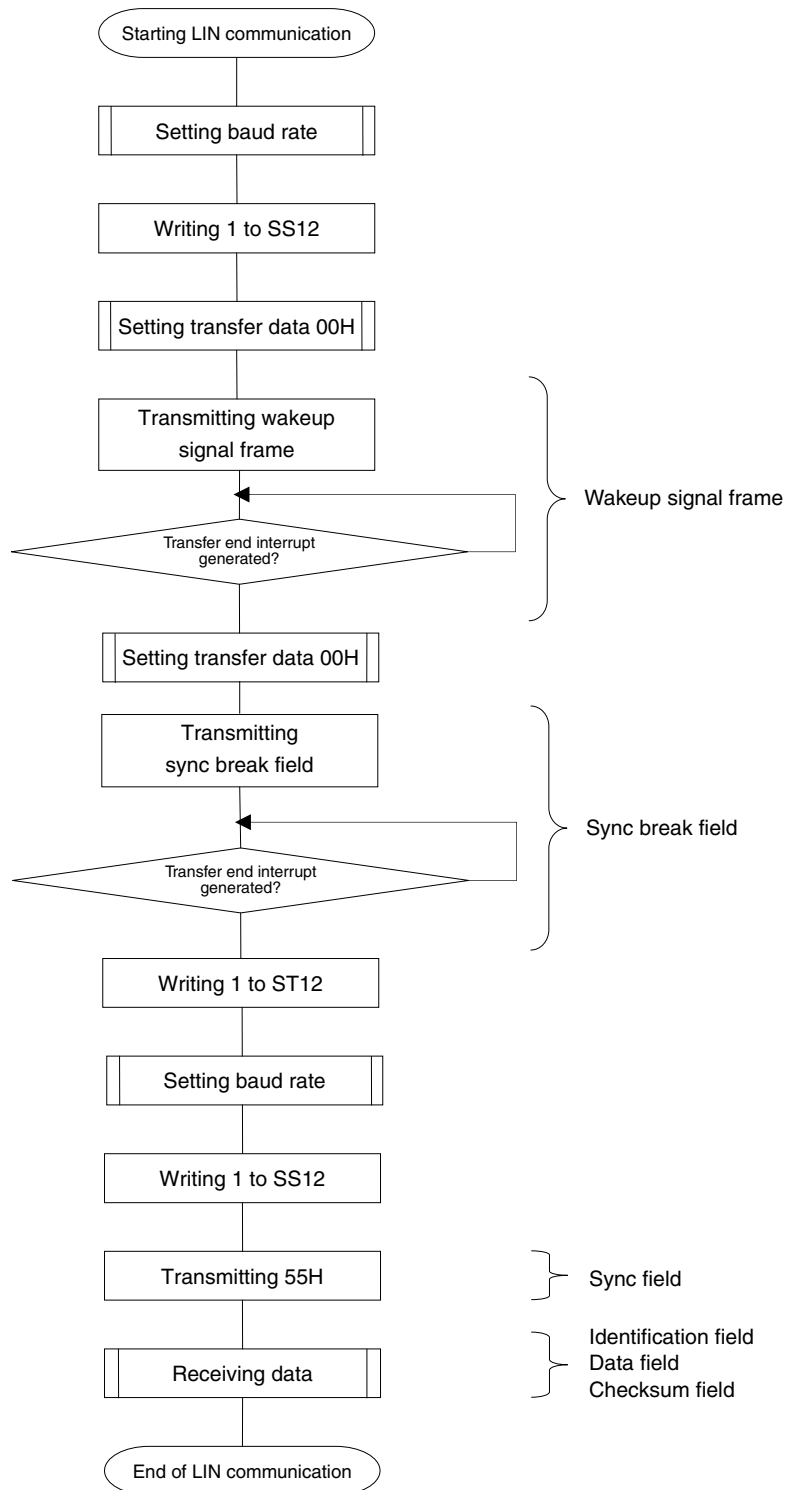 Starting LIN communication
Setting baud rate
Writing 1 to SS12
Setting transfer data 00H
Transmitting wakeup
signal frame
Wakeup signal frame
Transfer end interrupt
generated?
Setting transfer data 00H
Transmitting
sync break field
Sync break field
Transfer end interrupt
generated?
Writing 1 to ST12
Setting baud rate
Writing 1 to SS12
Transmitting 55H
Sync field
Receiving data
Identification field
Data field
Checksum field
End of LIN communication